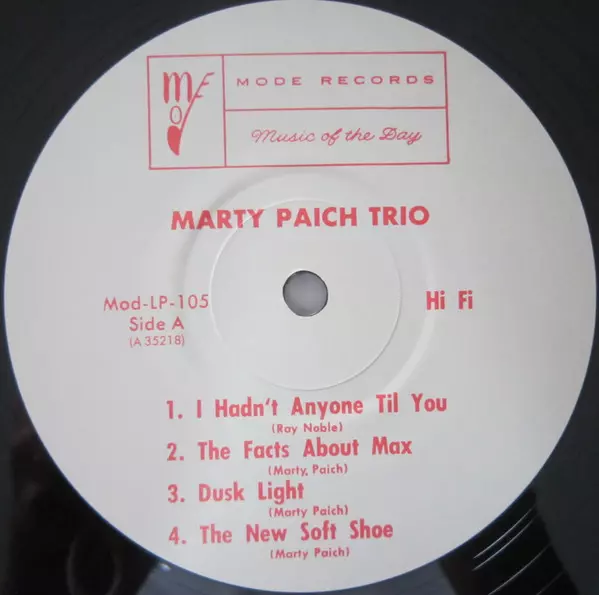 MODE
MODE RECORDS
Music of the Day
MARTY PAICH TRIO
Mod-LP-105
Hi Fi
Side A
(A 35218)
1. I Hadn't Anyone Til You
(Ray Noble)
2. The Facts About Max
(Marty, Paich)
3. Dusk Light
(Marty Paich)
4. The New Soft Shoe
(Marty Paich)